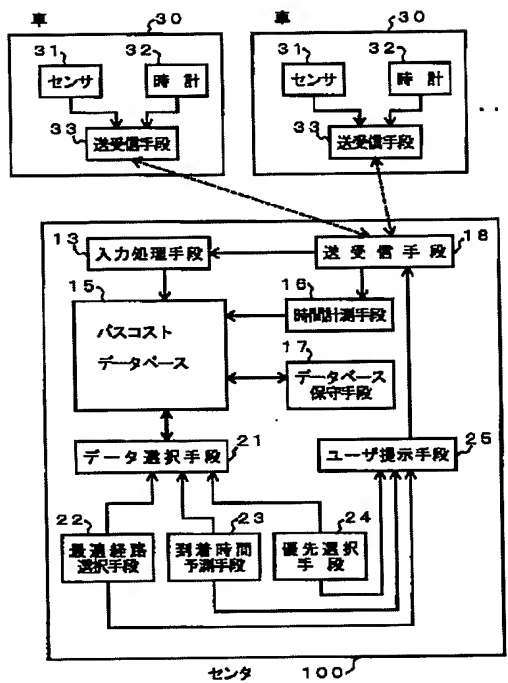 車 30
31 32
センサ 時計
33
送受信手段
車 30
31 32
センサ 時計
33
送受信手段
13 入力処理手段
送受信手段 18
15
パスコスト
データベース
16
時間計測手段
17
データベース
保守手段
21
データ選択手段
25
ユーザ提示手段
22
最適経路
選択手段
23
到着時間
予測手段
24
優先選択
手段
センタ 100